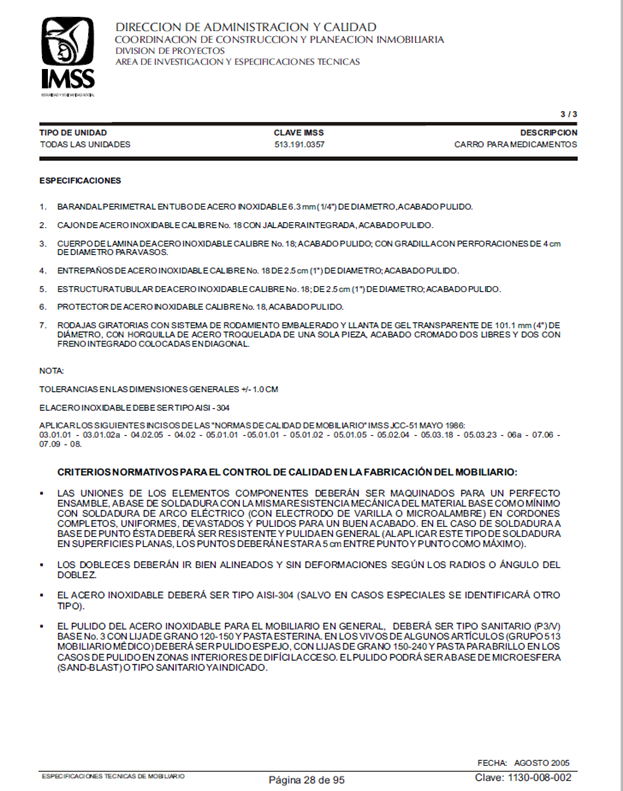 DIRECCION DE ADMINISTRACION Y CALIDAD
COORDINACION DE CONSTRUCCION Y PLANEACION INMOBILIARIA
DIVISION DE PROYECTOS
AREA DE INVESTIGACION Y ESPECIFICACIONES TECNICAS
IMSS
SEGURIDAD Y SOLIDARIDAD SOCIAL
3 / 3
TIPO DE UNIDAD CLAVE IMSS DESCRIPCION
TODAS LAS UNIDADES 513.191.0357 CARRO PARA MEDICAMENTOS
ESPECIFICACIONES
1. BARANDAL PERIMETRAL EN TUBO DE ACERO INOXIDABLE 6.3 mm (1/4") DE DIAMETRO, ACABADO PULIDO.
2. CAJON DE ACERO INOXIDABLE CALIBRE No. 18 CON JALADERA INTEGRADA, ACABADO PULIDO.
3. CUERPO DE LAMINA DE ACERO INOXIDABLE CALIBRE No. 18; ACABADO PULIDO; CON GRADILLA CON PERFORACIONES DE 4 cm
DE DIAMETRO PARA VASOS.
4. ENTREPAÑOS DE ACERO INOXIDABLE CALIBRE No. 18 DE 2.5 cm (1") DE DIAMETRO; ACABADO PULIDO.
5. ESTRUCTURA TUBULAR DE ACERO INOXIDABLE CALIBRE No. 18; DE 2.5 cm (1") DE DIAMETRO; ACABADO PULIDO.
6. PROTECTOR DE ACERO INOXIDABLE CALIBRE No. 18, ACABADO PULIDO.
7. RODAJAS GIRATORIAS CON SISTEMA DE RODAMIENTO EMBALERADO Y LLANTA DE GEL TRANSPARENTE DE 101.1 mm (4") DE
DIÁMETRO, CON HORQUILLA DE ACERO TROQUELADA DE UNA SOLA PIEZA, ACABADO CROMADO DOS LIBRES Y DOS CON
FRENO INTEGRADO COLOCADAS EN DIAGONAL.
NOTA:
TOLERANCIAS EN LAS DIMENSIONES GENERALES +/- 1.0 CM
EL ACERO INOXIDABLE DEBE SER TIPO AISI - 304
APLICAR LOS SIGUIENTES INCISOS DE LAS "NORMAS DE CALIDAD DE MOBILIARIO" IMSS JCC-51 MAYO 1986:
03.01.01 - 03.01.02a - 04.02.05 - 04.02 - 05.01.01 - 05.01.01 - 05.01.02 - 05.01.05 - 05.02.04 - 05.03.18 - 05.03.23 - 06a - 07.06 -
07.09 - 08.
CRITERIOS NORMATIVOS PARA EL CONTROL DE CALIDAD EN LA FABRICACIÓN DEL MOBILIARIO:
▪ LAS UNIONES DE LOS ELEMENTOS COMPONENTES DEBERÁN SER MAQUINADOS PARA UN PERFECTO
ENSAMBLE, A BASE DE SOLDADURA CON LA MISMA RESISTENCIA MECÁNICA DEL MATERIAL BASE COMO MÍNIMO
CON SOLDADURA DE ARCO ELÉCTRICO (CON ELECTRODO DE VARILLA O MICROALAMBRE) EN CORDONES
COMPLETOS, UNIFORMES, DEVASTADOS Y PULIDOS PARA UN BUEN ACABADO. EN EL CASO DE SOLDADURA A
BASE DE PUNTO ÉSTA DEBERÁ SER RESISTENTE Y PULIDA EN GENERAL (AL APLICAR ESTE TIPO DE SOLDADURA
EN SUPERFICIES PLANAS, LOS PUNTOS DEBERÁN ESTAR A 5 cm ENTRE PUNTO Y PUNTO COMO MÁXIMO).
▪ LOS DOBLECES DEBERÁN IR BIEN ALINEADOS Y SIN DEFORMACIONES SEGÚN LOS RADIOS O ÁNGULO DEL
DOBLEZ.
▪ EL ACERO INOXIDABLE DEBERÁ SER TIPO AISI-304 (SALVO EN CASOS ESPECIALES SE IDENTIFICARÁ OTRO
TIPO).
▪ EL PULIDO DEL ACERO INOXIDABLE PARA EL MOBILIARIO EN GENERAL, DEBERÁ SER TIPO SANITARIO (P3/V)
BASE No. 3 CON LIJA DE GRANO 120-150 Y PASTA ESTERINA. EN LOS VIVOS DE ALGUNOS ARTÍCULOS (GRUPO 513
MOBILIARIO MÉDICO) DEBERÁ SER PULIDO ESPEJO, CON LIJAS DE GRANO 150-240 Y PASTA PARA BRILLO EN LOS
CASOS DE PULIDO EN ZONAS INTERIORES DE DIFÍCIL ACCESO. EL PULIDO PODRÁ SER A BASE DE MICROESFERA
(SAND-BLAST) O TIPO SANITARIO YA INDICADO.
FECHA: AGOSTO 2005
ESPECIFICACIONES TECNICAS DE MOBILIARIO Página 28 de 95 Clave: 1130-008-002